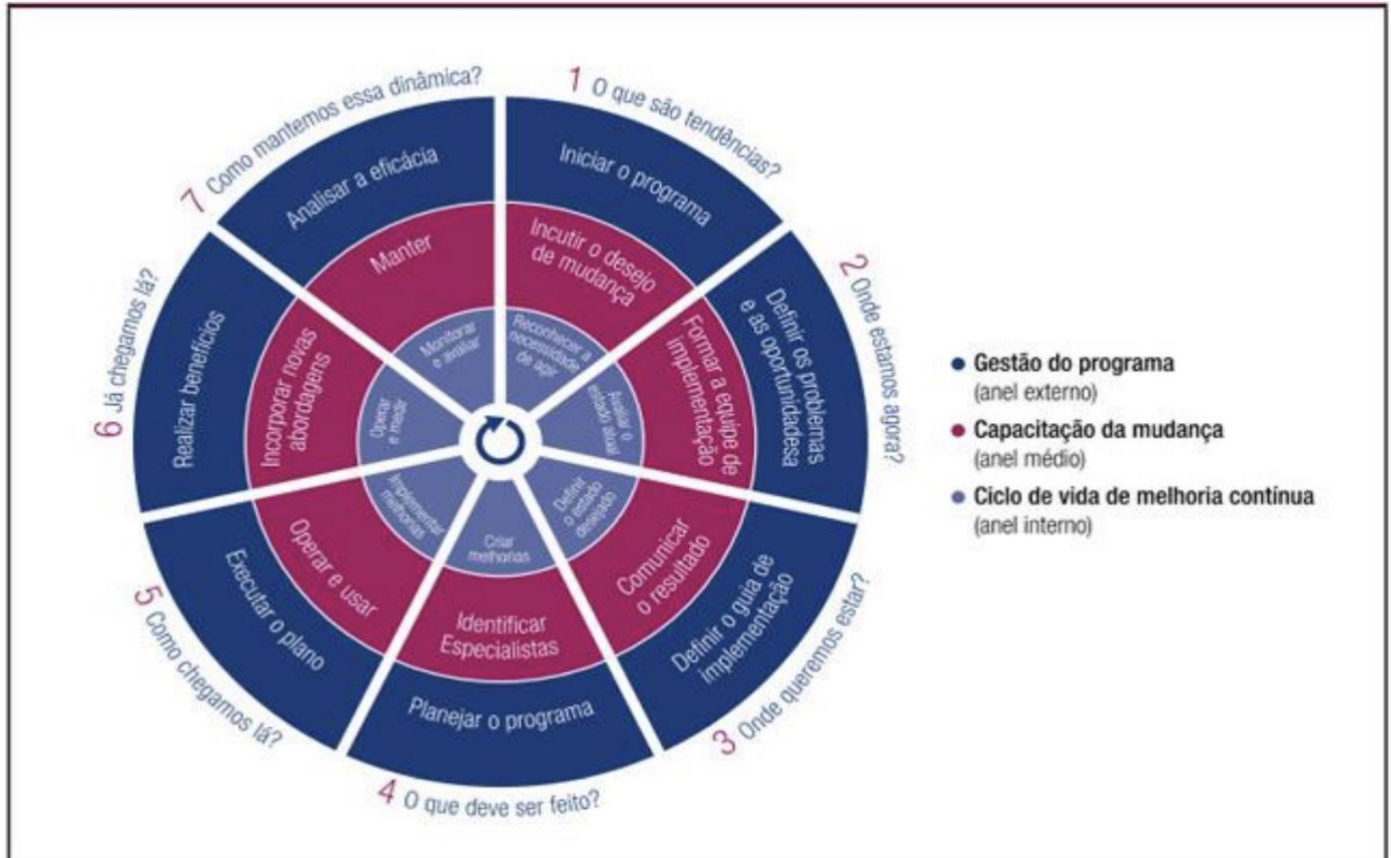 1 O que são tendências?
Iniciar o programa
Incutir o desejo
de mudança
Reconhecer a
necessidade
de agir
2 Onde estamos agora?
Definir os problemas
e as oportunidadesa
Formar a equipe de
implementação
Avaliar o
estado atual
3 Onde queremos estar?
Definir o guia de
implementação
Comunicar
o resultado
Definir
o estado
desejado
4 O que deve ser feito?
Planejar o programa
Identificar
Especialistas
Criar
melhorias
5 Como chegamos lá?
Executar o plano
Operar e usar
Implementar
melhorias
6 Já chegamos lá?
Realizar benefícios
Incorporar novas
abordagens
Operar
e medir
7 Como mantemos essa dinâmica?
Analisar a eficácia
Manter
Monitorar
e avaliar
Gestão do programa
(anel externo)
Capacitação da mudança
(anel médio)
Ciclo de vida de melhoria contínua
(anel interno)